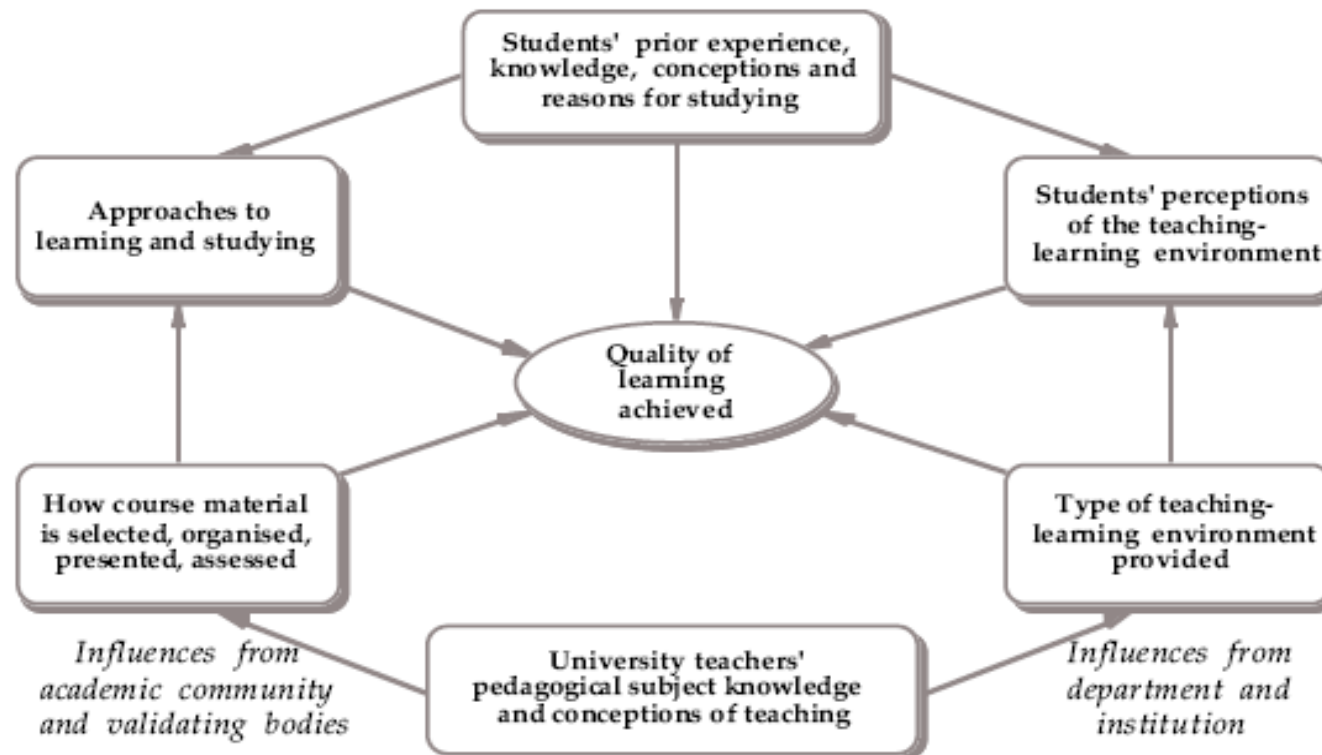 Students' prior experience,
knowledge, conceptions and
reasons for studying
Approaches to
learning and studying
Students' perceptions
of the teaching-
learning environment
Quality of
learning
achieved
How course material
is selected, organised,
presented, assessed
Type of teaching-
learning environment
provided
Influences from
academic community
and validating bodies
University teachers'
pedagogical subject knowledge
and conceptions of teaching
Influences from
department and
institution